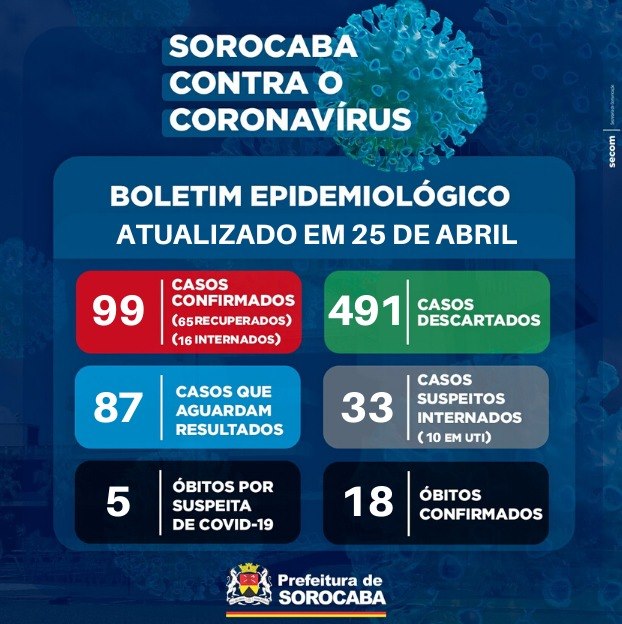 SOROCABA
CONTRA O
CORONAVÍRUS
secom
BOLETIM EPIDEMIOLÓGICO
ATUALIZADO EM 25 DE ABRIL
99
CASOS
CONFIRMADOS
(65 RECUPERADOS)
(16 INTERNADOS)
491
CASOS
DESCARTADOS
87
CASOS QUE
AGUARDAM
RESULTADOS
33
CASOS
SUSPEITOS
INTERNADOS
( 10 EM UTI)
5
ÓBITOS POR
SUSPEITA
DE COVID-19
18
ÓBITOS
CONFIRMADOS
Prefeitura de
SOROCABA